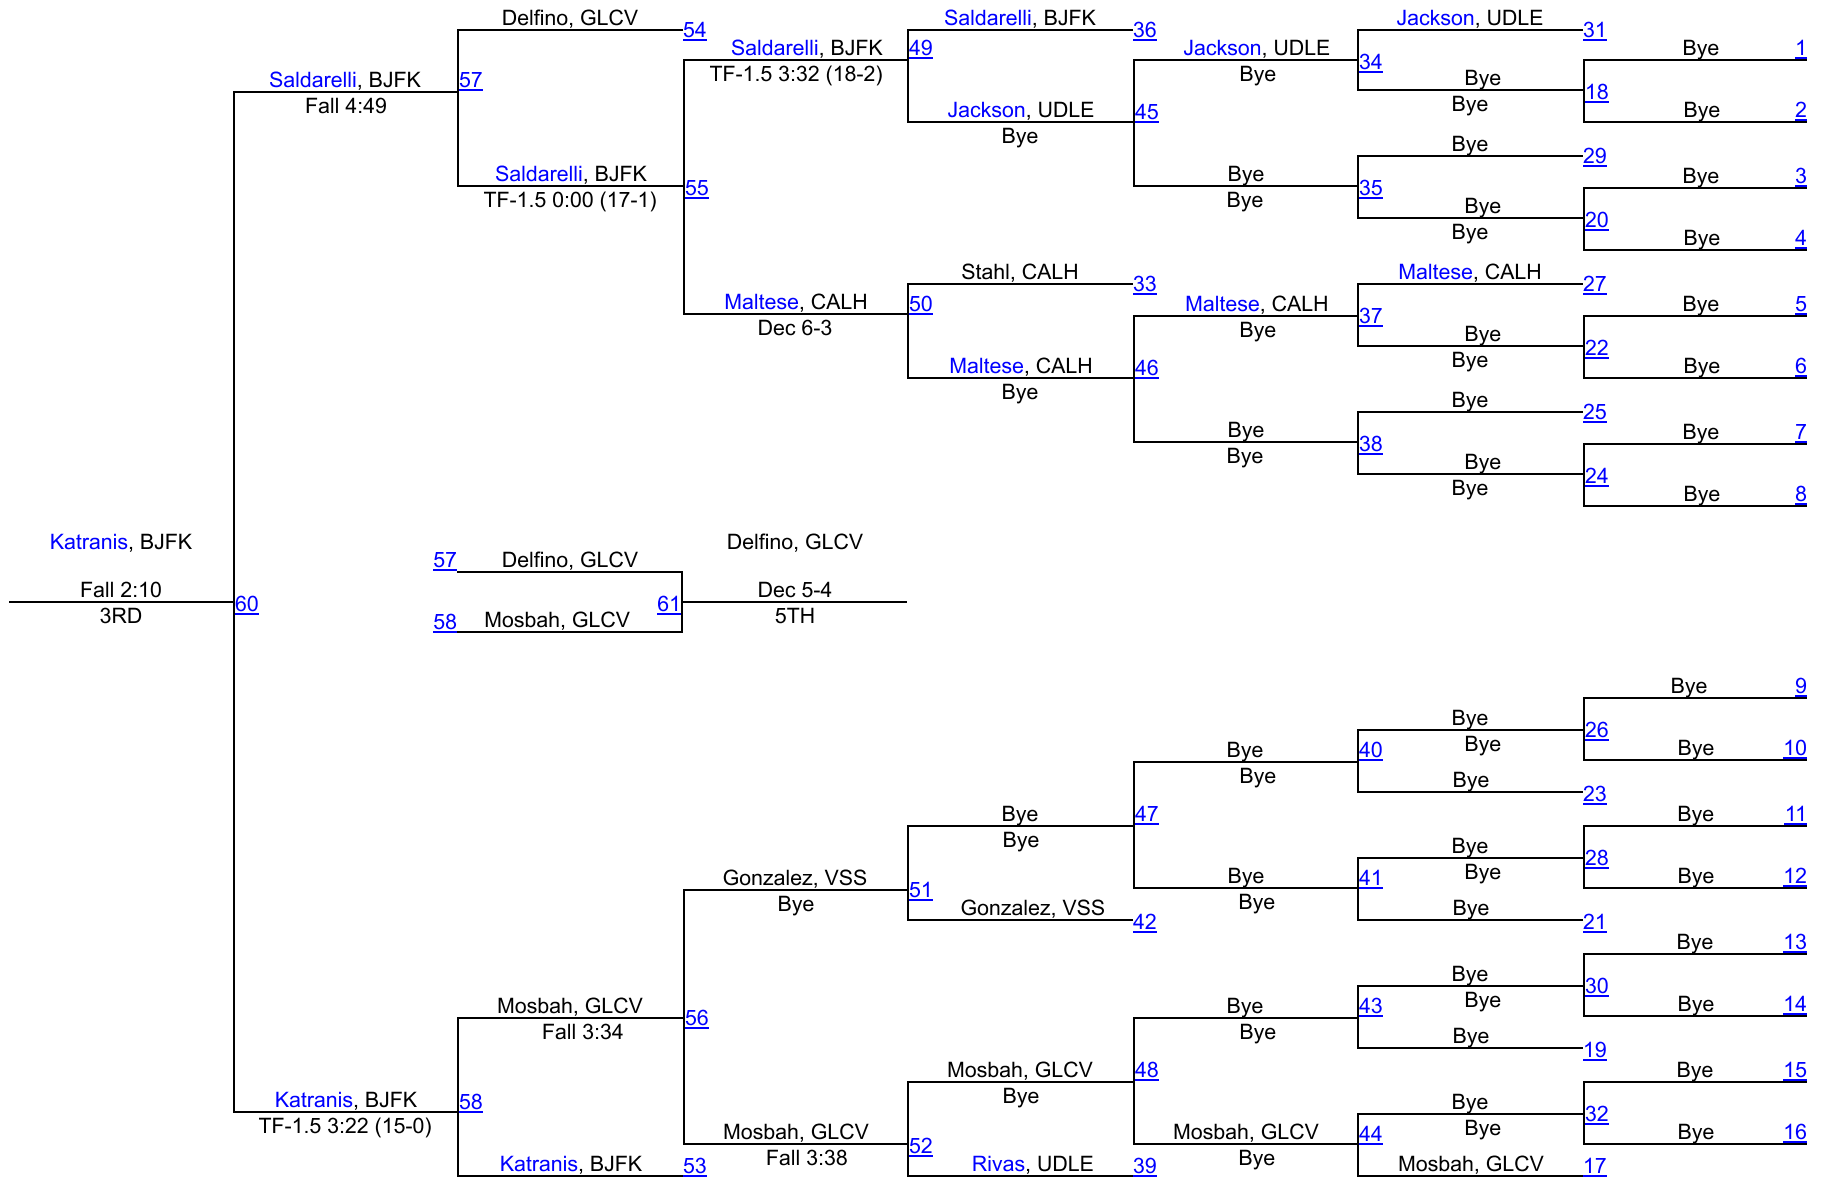 Delfino, GLCV
54
Saldarelli, BJFK
36
Jackson, UDLE
31
Saldarelli, BJFK
49
Jackson, UDLE
Bye
1
Saldarelli, BJFK
57
TF-1.5 3:32 (18-2)
Bye
34
Bye
18
Fall 4:49
Jackson, UDLE
45
Bye
Bye
2
Bye
Bye
29
Saldarelli, BJFK
55
Bye
35
Bye
3
TF-1.5 0:00 (17-1)
Bye
Bye
20
Bye
Bye
4
Stahl, CALH
33
Maltese, CALH
27
Maltese, CALH
50
Maltese, CALH
37
Bye
5
Dec 6-3
Bye
Bye
22
Maltese, CALH
46
Bye
Bye
6
Bye
Bye
25
Bye
38
Bye
7
Bye
Bye
24
Bye
Bye
8
Katranis, BJFK
Delfino, GLCV
57
Delfino, GLCV
Fall 2:10
60
61
Dec 5-4
3RD
58
Mosbah, GLCV
5TH
Bye
9
Bye
26
Bye
40
Bye
Bye
10
Bye
Bye
23
Bye
47
Bye
11
Bye
Bye
28
Gonzalez, VSS
51
Bye
41
Bye
Bye
12
Bye
Gonzalez, VSS
42
Bye
Bye
21
Bye
13
Bye
30
Mosbah, GLCV
56
Bye
43
Bye
Bye
14
Fall 3:34
Bye
Bye
19
Mosbah, GLCV
48
Bye
15
Katranis, BJFK
58
Bye
Bye
32
TF-1.5 3:22 (15-0)
Mosbah, GLCV
52
Mosbah, GLCV
44
Bye
Bye
16
Katranis, BJFK
53
Fall 3:38
Rivas, UDLE
39
Bye
Mosbah, GLCV
17